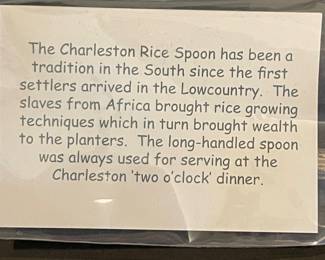 The Charleston Rice Spoon has been a
tradition in the South since the first
settlers arrived in the Lowcountry.  The
slaves from Africa brought rice growing
techniques which in turn brought wealth
to the planters.  The long-handled spoon
was always used for serving at the
Charleston 'two o'clock' dinner.